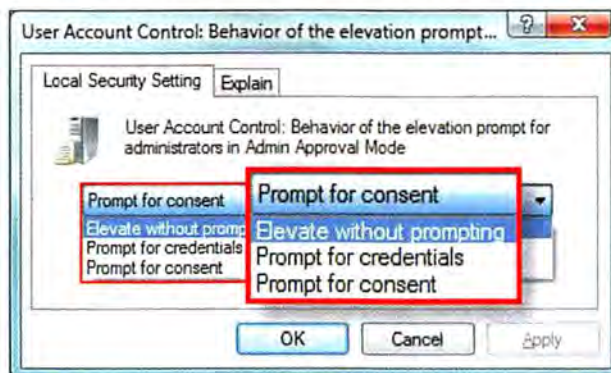 User Account Control: Behavior of the elevation prompt...
Local Security Setting
Explain
User Account Control: Behavior of the elevation prompt for
administrators in Admin Approval Mode
Prompt for consent
Elevate without promp
Prompt for credentials
Prompt for consent
Prompt for consent
Elevate without prompting
Prompt for credentials
Prompt for consent
OK
Cancel
Apply